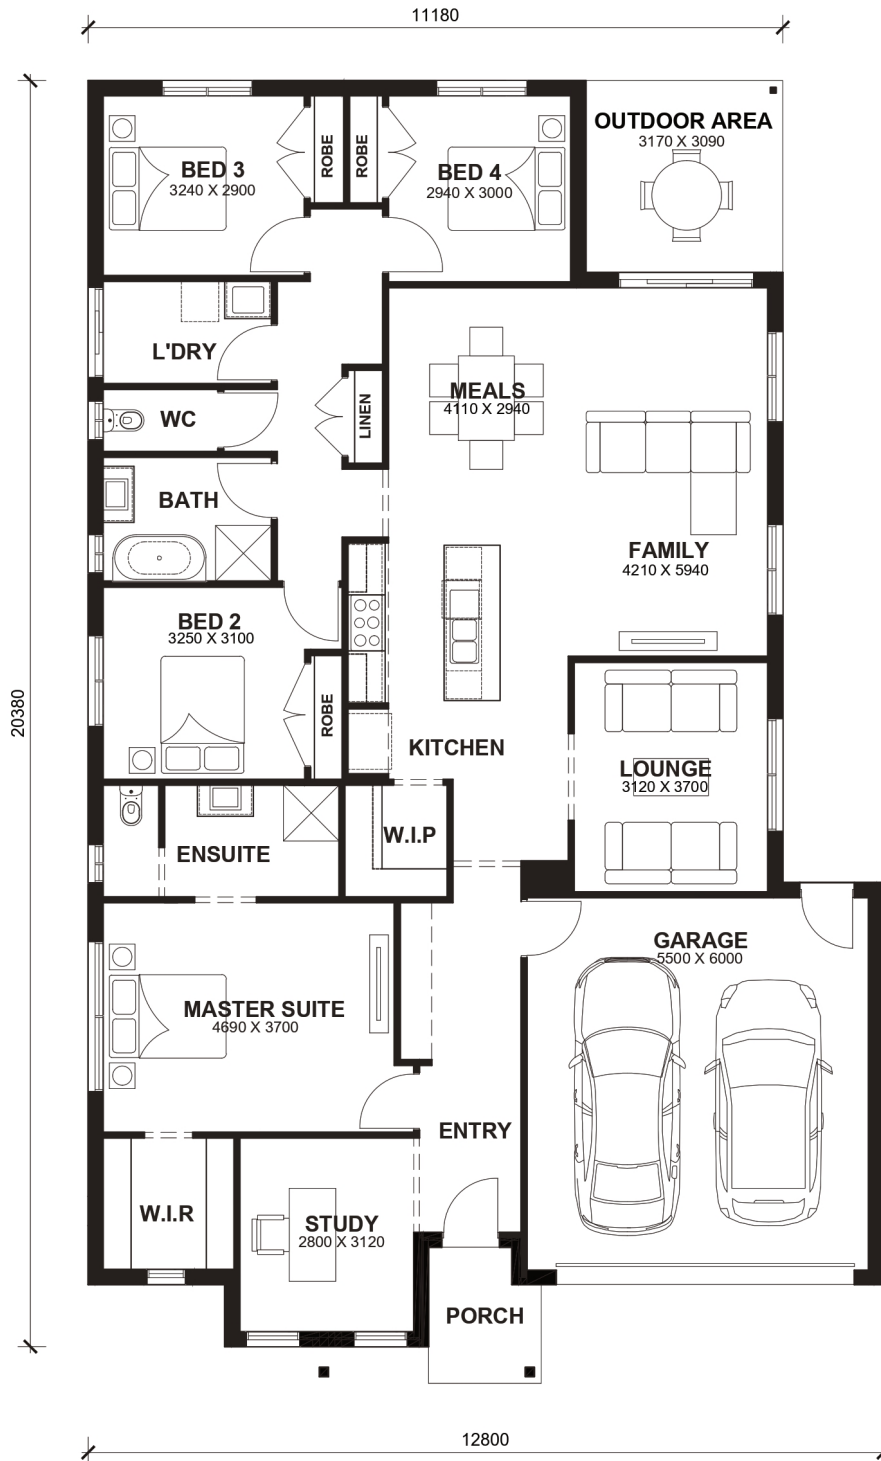 11180
OUTDOOR AREA
3170 X 3090
BED 3
3240 X 2900
ROBE
ROBE
BED 4
2940 X 3000
L'DRY
MEALS
4110 X 2940
LINEN
WC
BATH
FAMILY
4210 X 5940
BED 2
3250 X 3100
ROBE
20380
KITCHEN
LOUNGE
3120 X 3700
W.I.P
ENSUITE
GARAGE
5500 X 6000
MASTER SUITE
4690 X 3700
ENTRY
W.I.R
STUDY
2800 X 3120
PORCH
12800